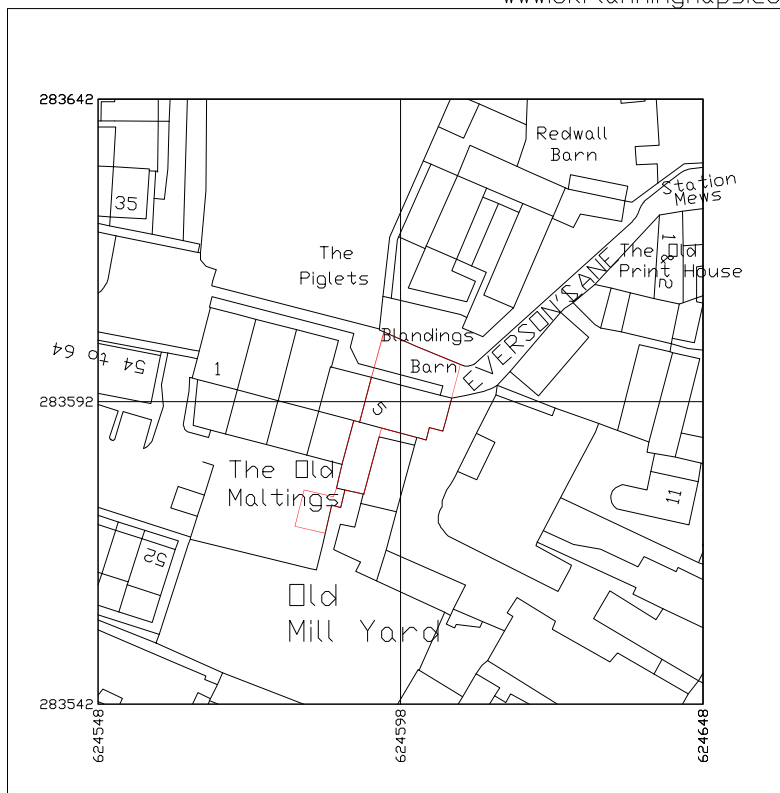 283642
Redwall
Barn
35
Station
Mews
1 & 2
The Old
Print House
The
Piglets
EVERSON'S LANE
Blandings
Barn
54 to 64
1
5
283592
The Old
Maltings
11
52
Old
Mill Yard
283542
624548
624598
624648